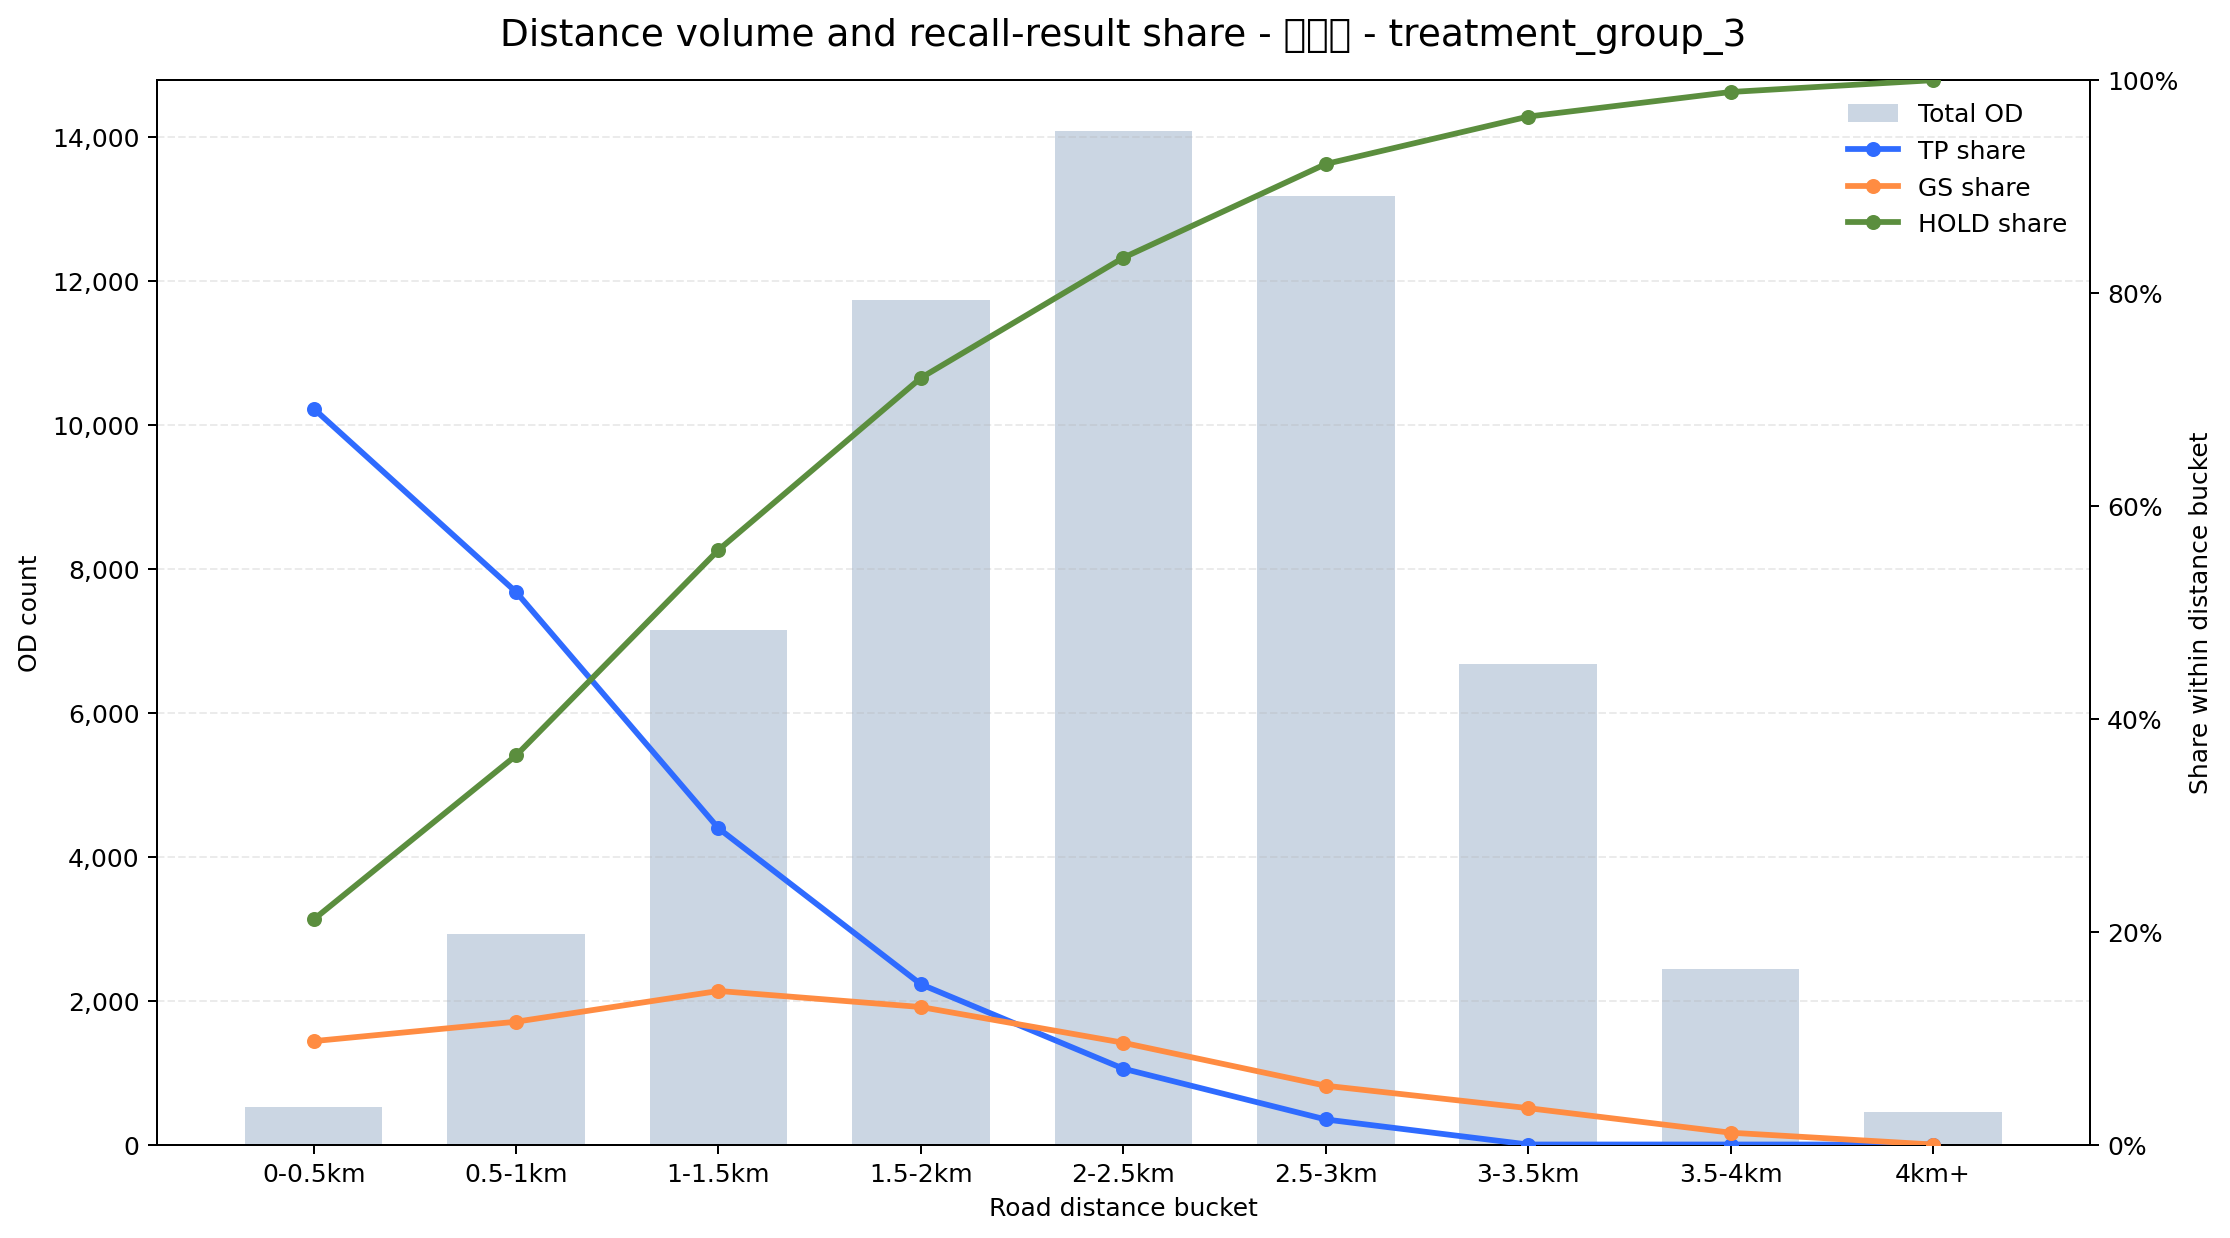 Distance volume and recall-result share - - treatment_group_3
Total OD
TP share
GS share
HOLD share
14,000
12,000
10,000
8,000
6,000
4,000
2,000
0
OD count
100%
80%
60%
40%
20%
0%
Share within distance bucket
0-0.5km
0.5-1km
1-1.5km
1.5-2km
2-2.5km
2.5-3km
3-3.5km
3.5-4km
4km+
Road distance bucket